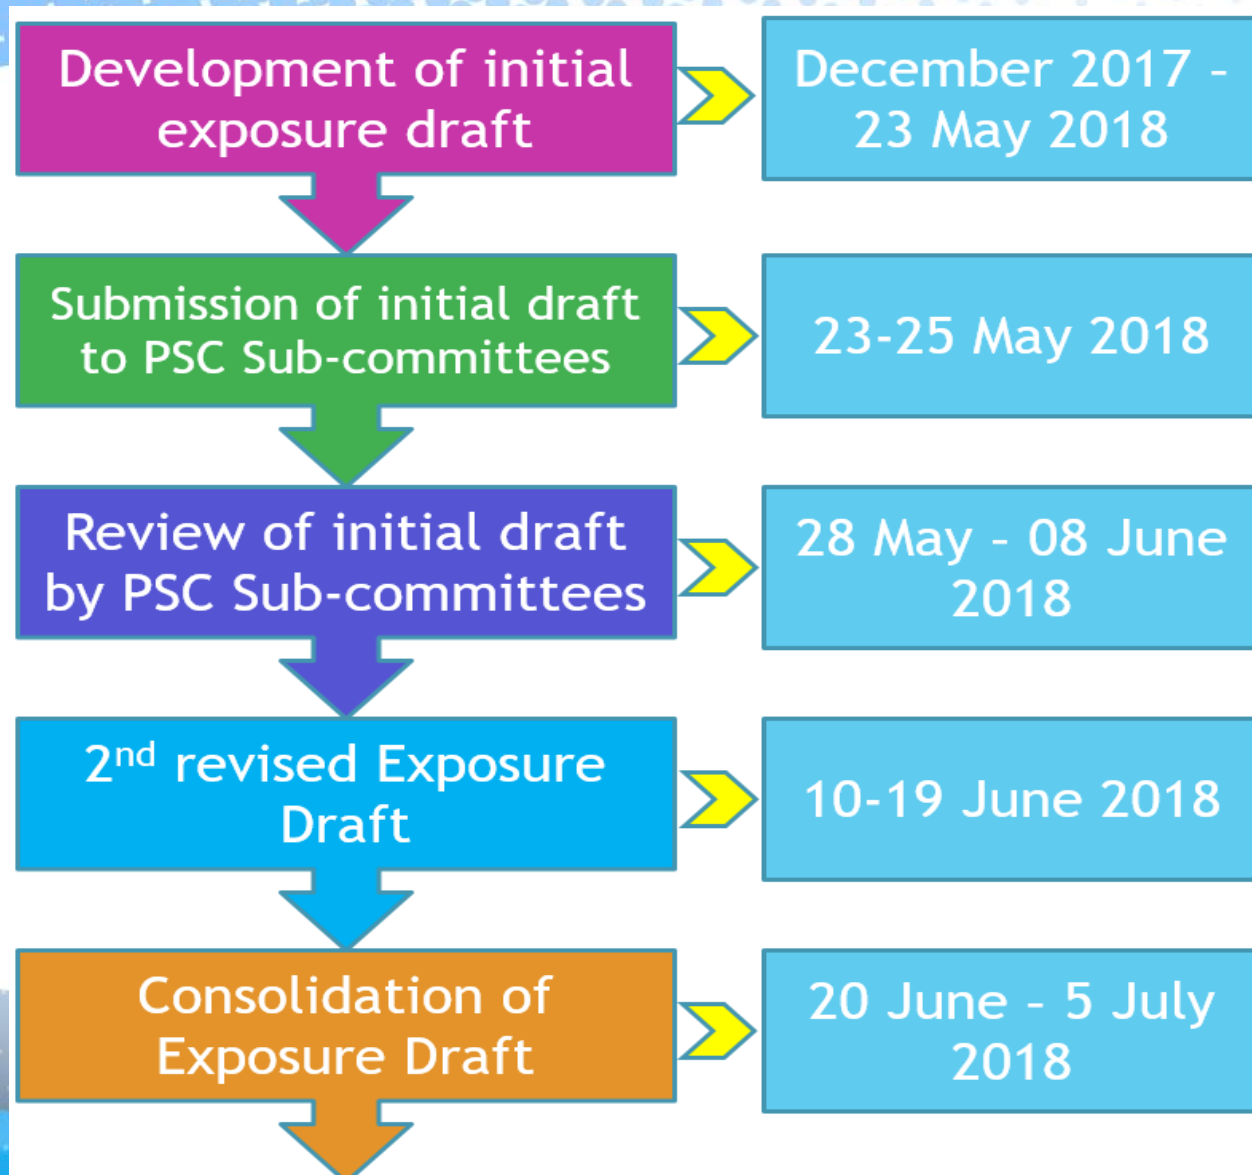 Development of initial
exposure draft
December 2017 –
23 May 2018
Submission of initial draft
to PSC Sub-committees
23-25 May 2018
Review of initial draft
by PSC Sub-committees
28 May – 08 June
2018
2nd revised Exposure
Draft
10-19 June 2018
Consolidation of
Exposure Draft
20 June – 5 July
2018